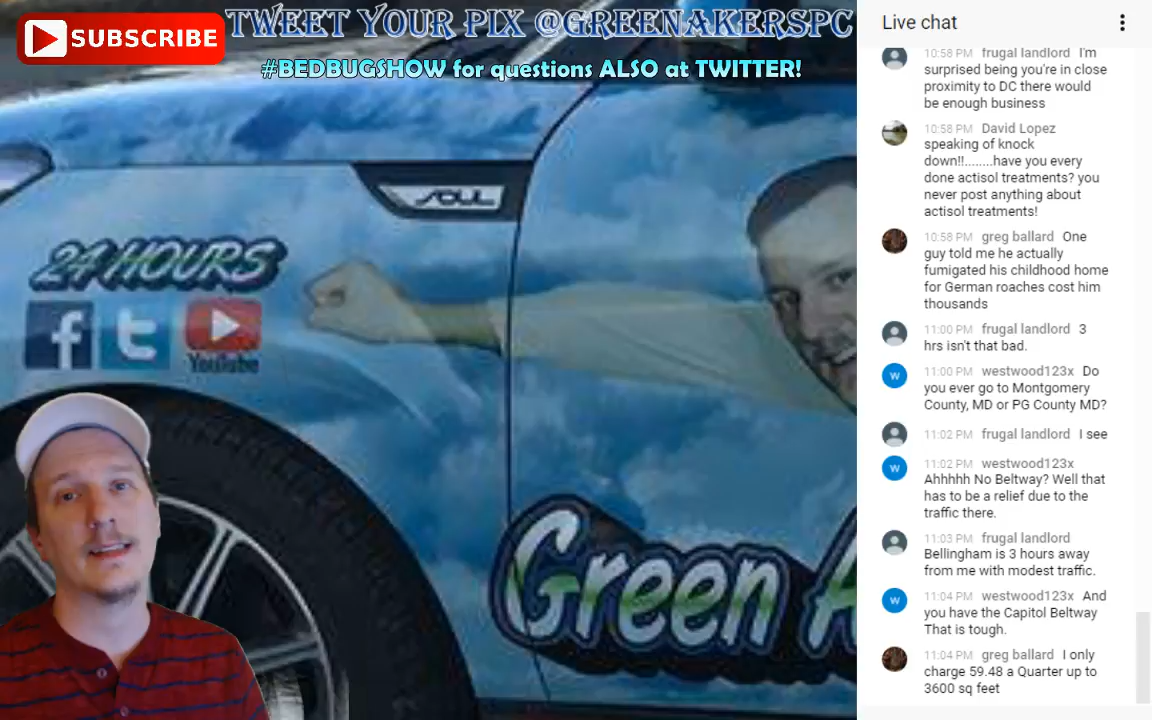 SUBSCRIBE
TWEET YOUR PIX @GREENAKERSPC
#BEDBUGSHOW for questions ALSO at TWITTER!
SOUL
24 HOURS
f t YouTube
Green A
Live chat
10:58 PM frugal landlord I'm
surprised being you're in close
proximity to DC there would
be enough business
10:58 PM David Lopez
speaking of knock
down!!........have you every
done actisol treatments? you
never post anything about
actisol treatments!
10:58 PM greg ballard One
guy told me he actually
fumigated his childhood home
for German roaches cost him
thousands
11:00 PM frugal landlord 3
hrs isn't that bad.
W
11:00 PM westwood123x Do
you ever go to Montgomery
County, MD or PG County MD?
11:02 PM frugal landlord I see
W
11:02 PM westwood123x
Ahhhhh No Beltway? Well that
has to be a relief due to the
traffic there.
11:03 PM frugal landlord
Bellingham is 3 hours away
from me with modest traffic.
W
11:04 PM westwood123x And
you have the Capitol Beltway
That is tough.
11:04 PM greg ballard I only
charge 59.48 a Quarter up to
3600 sq feet